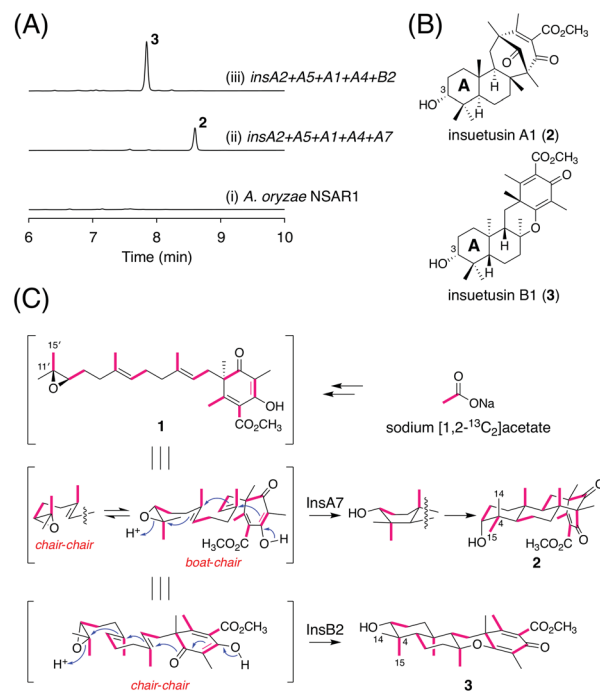 (A)
3
(iii) insA2+A5+A1+A4+B2
2
(ii) insA2+A5+A1+A4+A7
(i) A. oryzae NSAR1
6 7 8 9 10
Time (min)
(B)
CO₂CH₃
O
O
A
H
3
HO
H
insuetusin A1 (2)
CO₂CH₃
O
O
H
A
3
HO
H
insuetusin B1 (3)
(C)
15′
11′
O
O
OH
CO₂CH₃
1
O
ONa
sodium [1,2-¹³C₂]acetate
O
chair-chair
O
H⁺
O
O
H
CH₃O₂C
boat-chair
InsA7
HO
14
4
15
HO
O
O
CO₂CH₃
2
O
H⁺
O
CO₂CH₃
O
H
chair-chair
InsB2
HO
14
4
15
O
CO₂CH₃
O
3